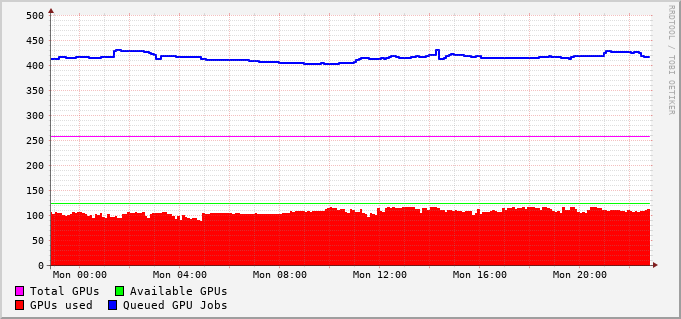 500
450
400
350
300
250
200
150
100
50
0
Mon 00:00 Mon 04:00 Mon 08:00 Mon 12:00 Mon 16:00 Mon 20:00
Total GPUs Available GPUs
GPUs used Queued GPU Jobs
RRDTOOL / TOBI OETIKER